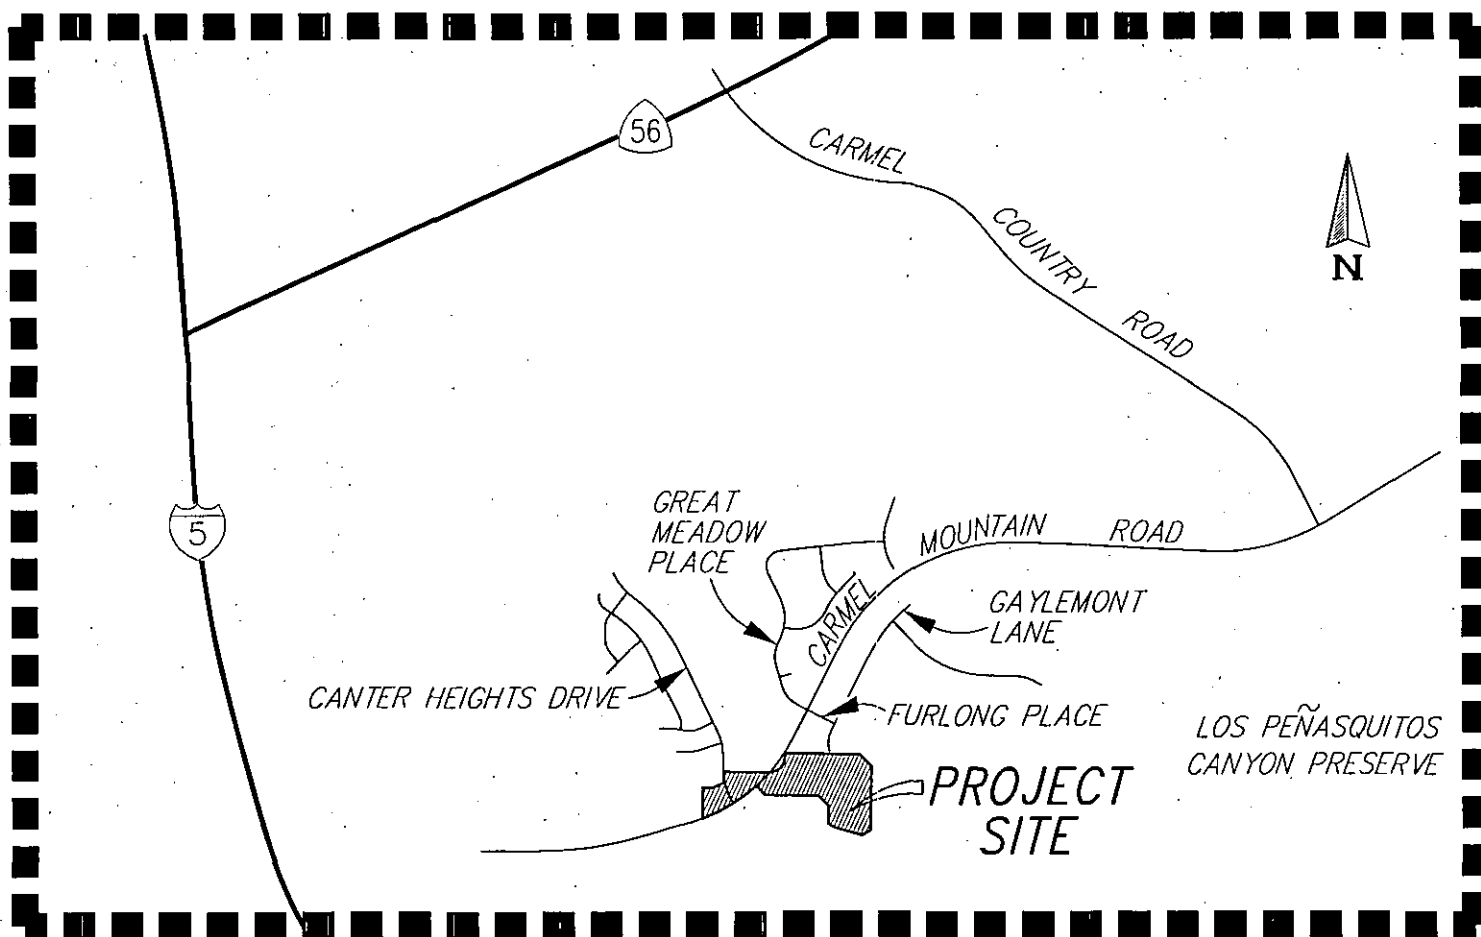 56
CARMEL
COUNTRY
ROAD
N
5
GREAT
MEADOW
PLACE
CARMEL
MOUNTAIN
ROAD
GAYLEMONT
LANE
CANTER HEIGHTS DRIVE
FURLONG PLACE
LOS PEÑASQUITOS
CANYON PRESERVE
PROJECT
SITE